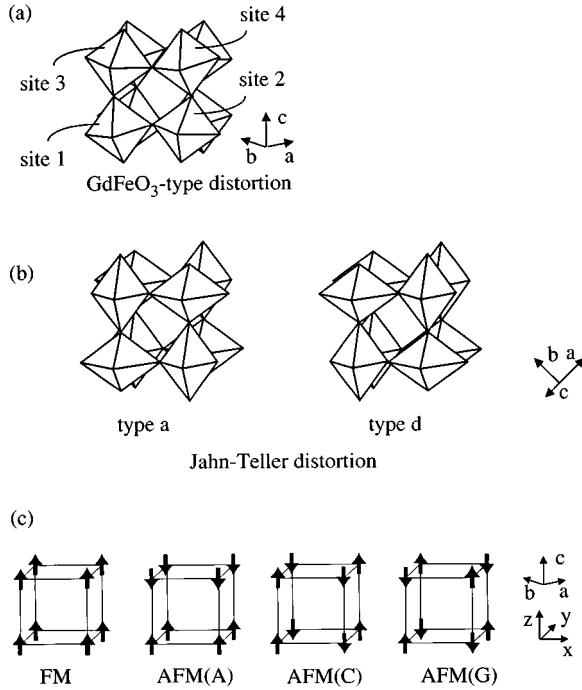 (a)
site 4
site 3
site 2
site 1
c
b
a
GdFeO3-type distortion
(b)
b
a
c
type a
type d
Jahn-Teller distortion
(c)
c
b
a
z
y
x
FM
AFM(A)
AFM(C)
AFM(G)